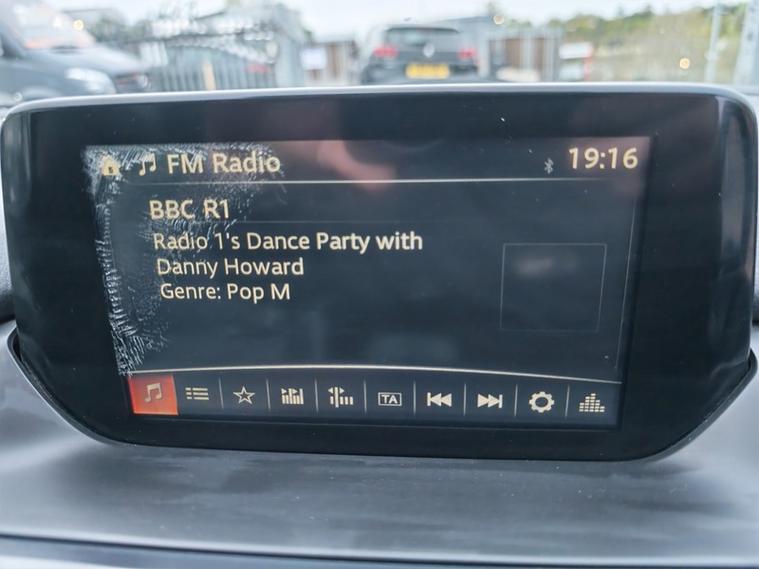 FM Radio
19:16
BBC R1
Radio 1's Dance Party with
Danny Howard
Genre: Pop M
TA